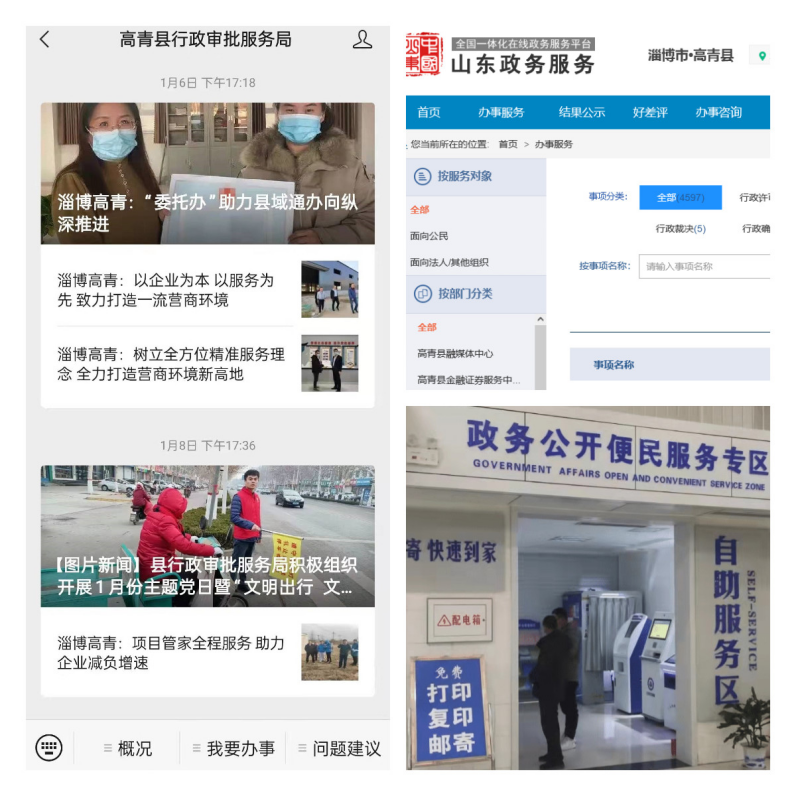 高青县行政审批服务局
1月6日 下午17:18
淄博高青：“委托办”助力县域通办向纵
深推进
淄博高青：以企业为本 以服务为
先 致力打造一流营商环境
淄博高青：树立全方位精准服务理
念 全力打造营商环境新高地
1月8日 下午17:36
【图片新闻】县行政审批服务局积极组织
开展1月份主题党日暨“文明出行 文...
淄博高青：项目管家全程服务 助力
企业减负增速
概况
我要办事
问题建议
中国
山东
全国一体化在线政务服务平台
山东政务服务
淄博市•高青县
首页 办事服务 结果公示 好差评 办事咨询
您当前所在的位置: 首页 > 办事服务
按服务对象
全部
面向公民
面向法人/其他组织
按部门分类
全部
高青县融媒体中心
高青县金融证券服务中...
事项分类: 全部(4597) 行政许
行政裁决(5) 行政确
按事项名称: 请输入事项名称
事项名称
政务公开便民服务专区
GOVERNMENT AFFAIRS OPEN AND CONVENIENT SERVICE ZONE
寄 快速到家
配电箱
免费
打印
复印
邮寄
自助服务区
SELF-SERVICE